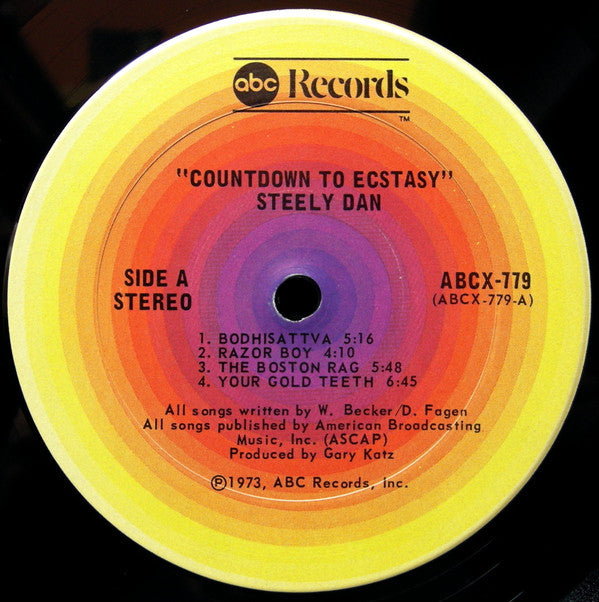 abc Records
TM
"COUNTDOWN TO ECSTASY"
STEELY DAN
SIDE A
STEREO
ABCX-779
(ABCX-779-A)
1. BODHISATTVA 5:16
2. RAZOR BOY 4:10
3. THE BOSTON RAG 5:48
4. YOUR GOLD TEETH 6:45
All songs written by W. Becker/D. Fagen
All songs published by American Broadcasting
Music, Inc. (ASCAP)
Produced by Gary Katz
℗1973, ABC Records, Inc.